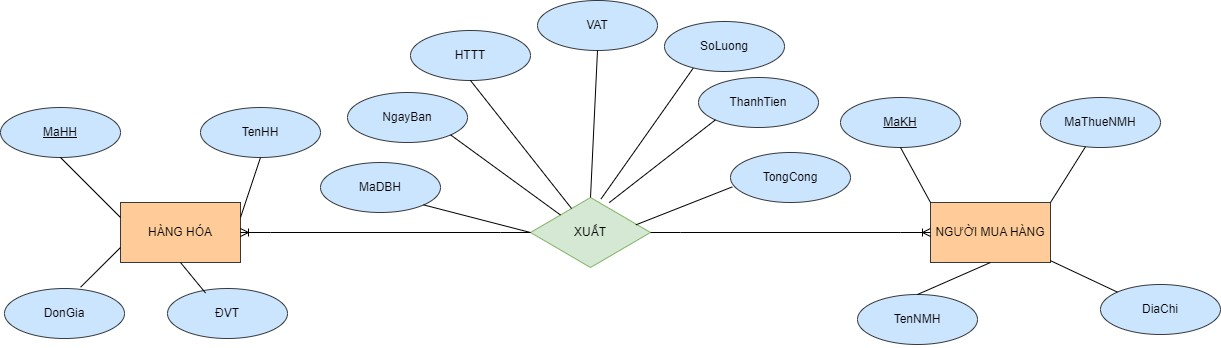 VAT
HTTT
SoLuong
NgayBan
ThanhTien
MaHH
TenHH
MaKH
MaThueNMH
MaDBH
TongCong
HÀNG HÓA
XUẤT
NGƯỜI MUA HÀNG
DonGia
ĐVT
TenNMH
DiaChi